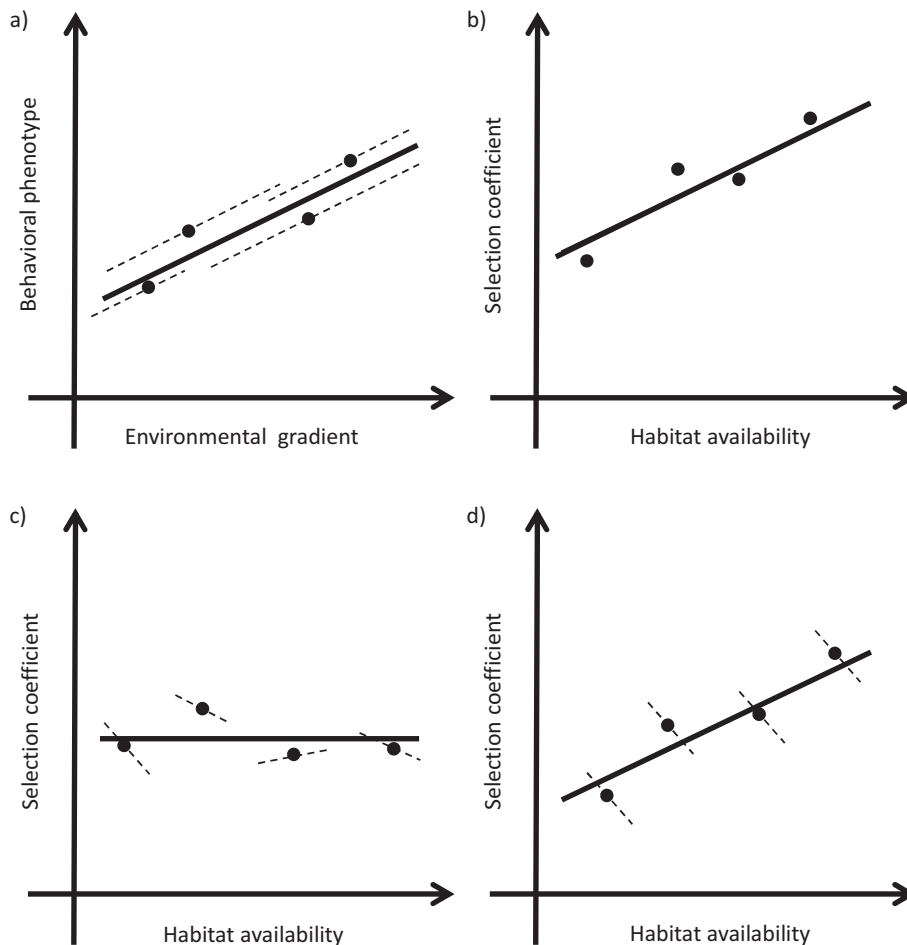 a)
Behavioral phenotype
Environmental gradient
b)
Selection coefficient
Habitat availability
c)
Selection coefficient
Habitat availability
d)
Selection coefficient
Habitat availability